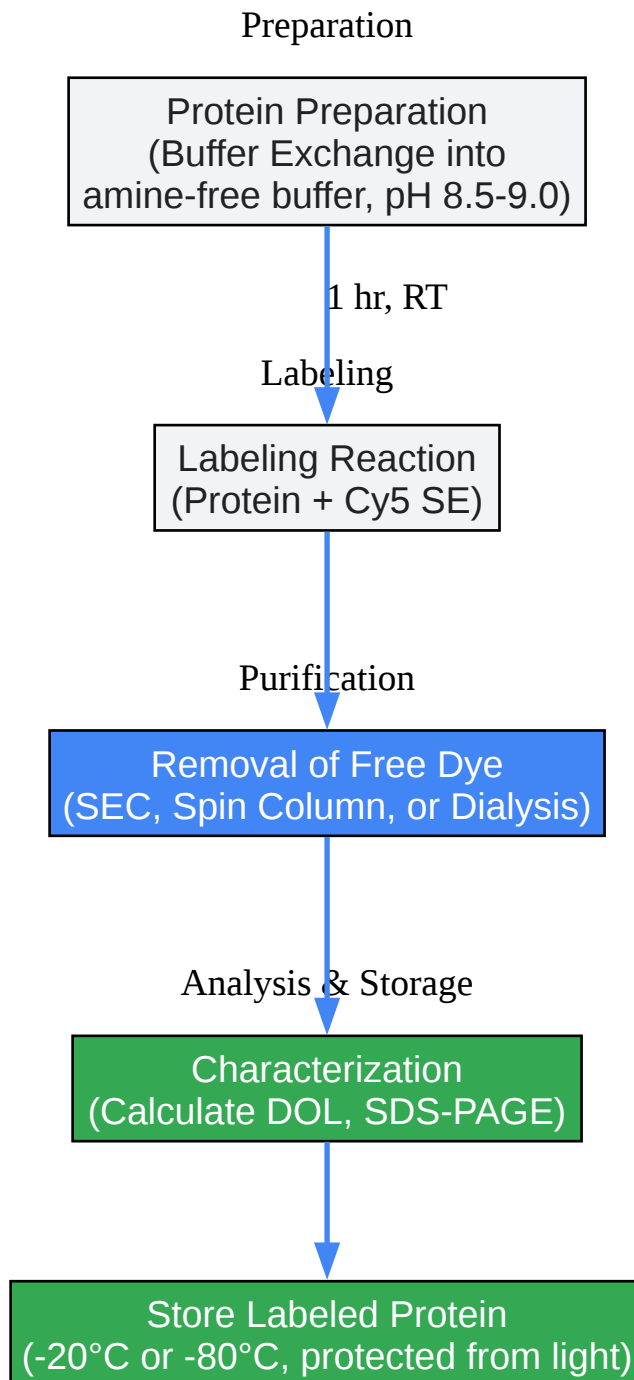 Preparation
Protein Preparation
(Buffer Exchange into
amine-free buffer, pH 8.5-9.0)
1 hr, RT
Labeling
Labeling Reaction
(Protein + Cy5 SE)
Purification
Removal of Free Dye
(SEC, Spin Column, or Dialysis)
Analysis & Storage
Characterization
(Calculate DOL, SDS-PAGE)
Store Labeled Protein
(-20°C or -80°C, protected from light)